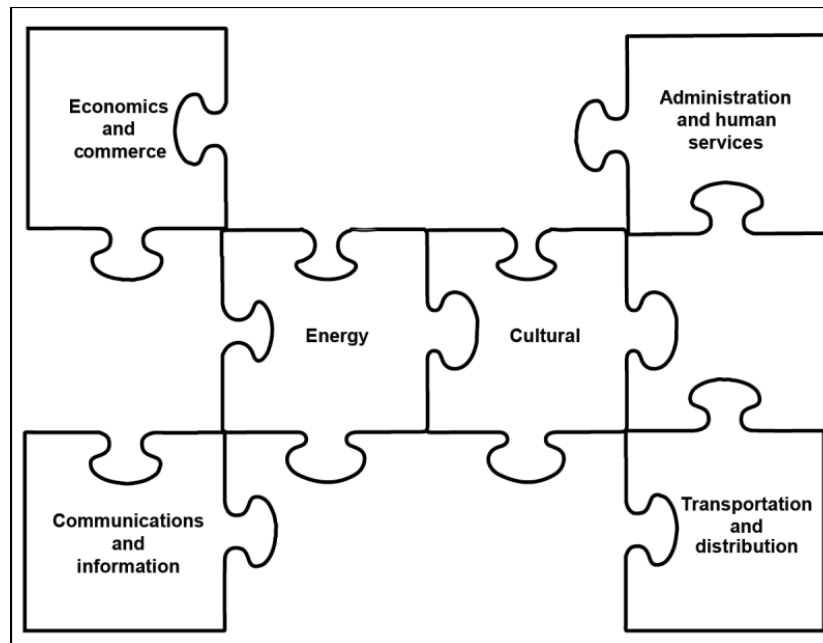 Economics
and
commerce
Administration
and human
services
Energy
Cultural
Communications
and
information
Transportation
and
distribution